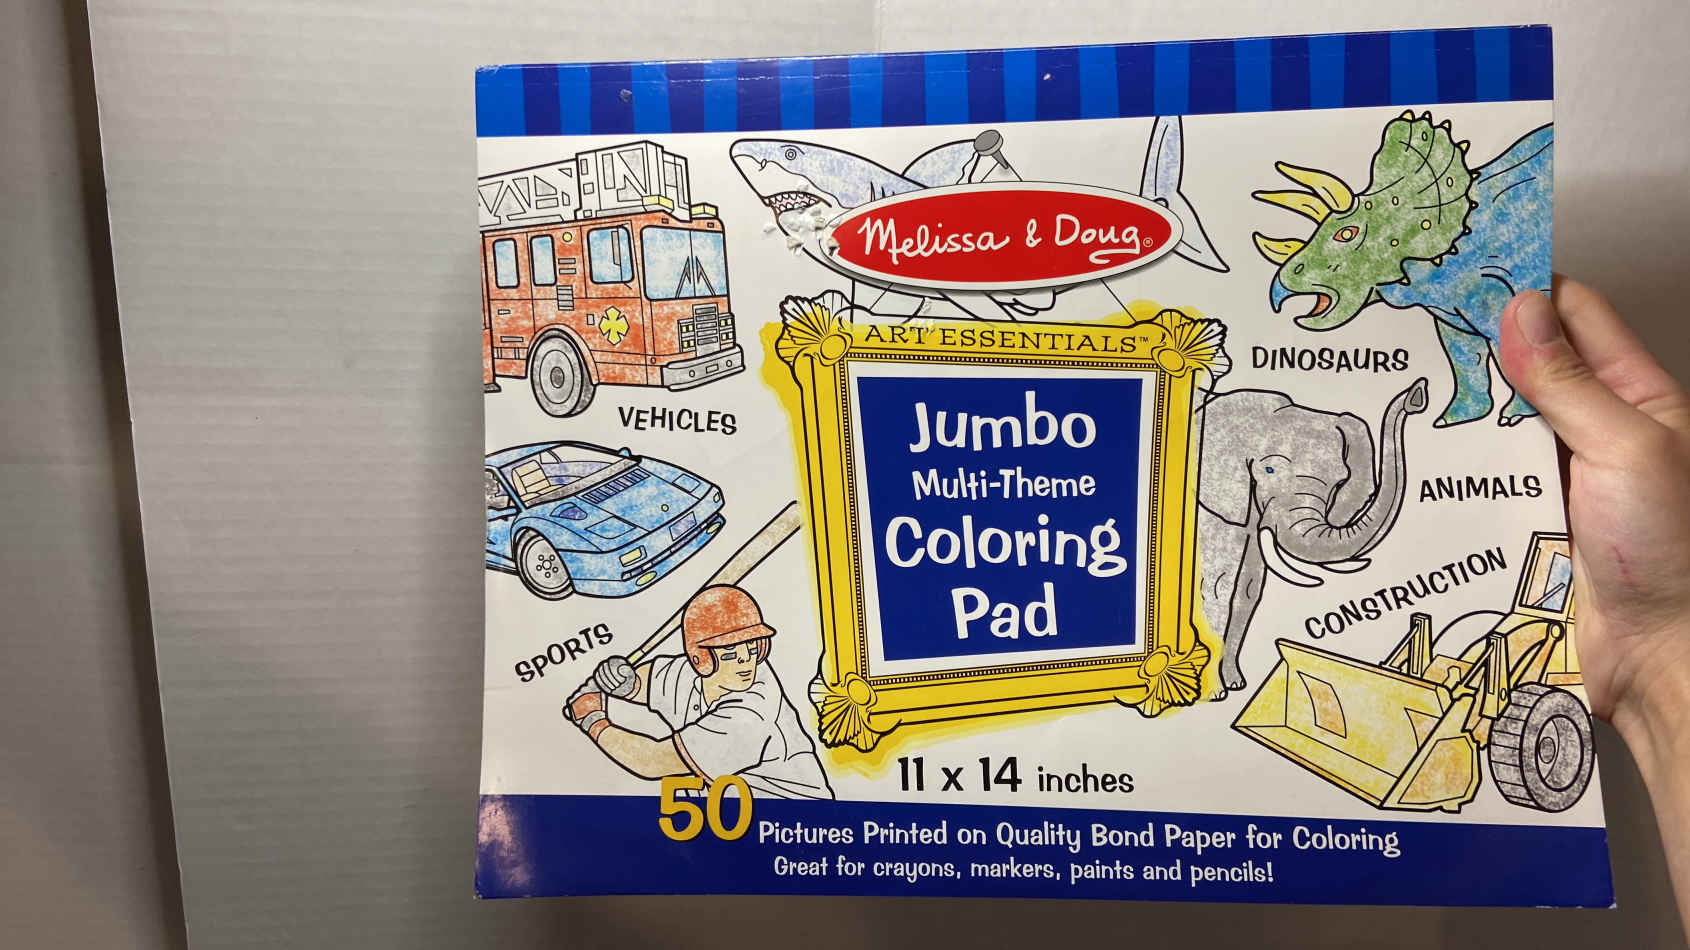 Melissa & Doug®
ART ESSENTIALS™
Jumbo
Multi-Theme
Coloring
Pad
VEHICLES
SPORTS
DINOSAURS
ANIMALS
CONSTRUCTION
11 x 14 inches
50 Pictures Printed on Quality Bond Paper for Coloring
Great for crayons, markers, paints and pencils!